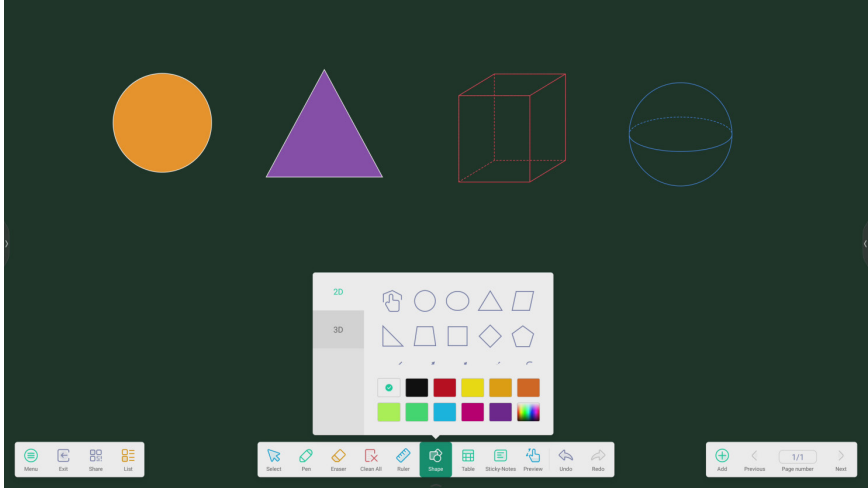 2D
3D
Menu
Exit
Share
List
Select
Pen
Eraser
Clean All
Ruler
Shape
Table
Sticky-Notes
Preview
Undo
Redo
Add
Previous
1/1
Page number
Next